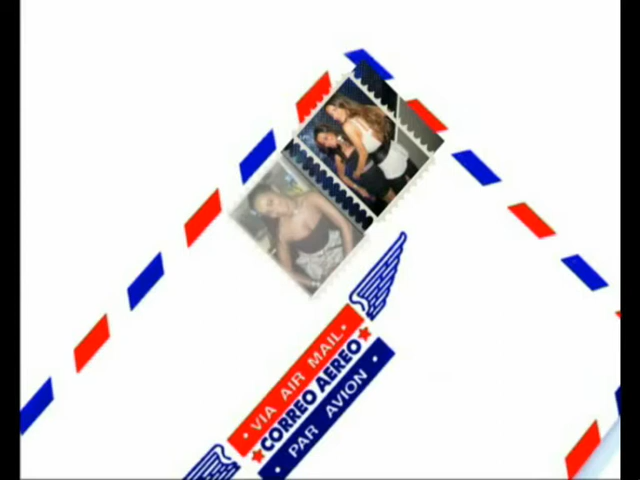 • VIA AIR MAIL •
★ CORREO AEREO ★
• PAR AVION •